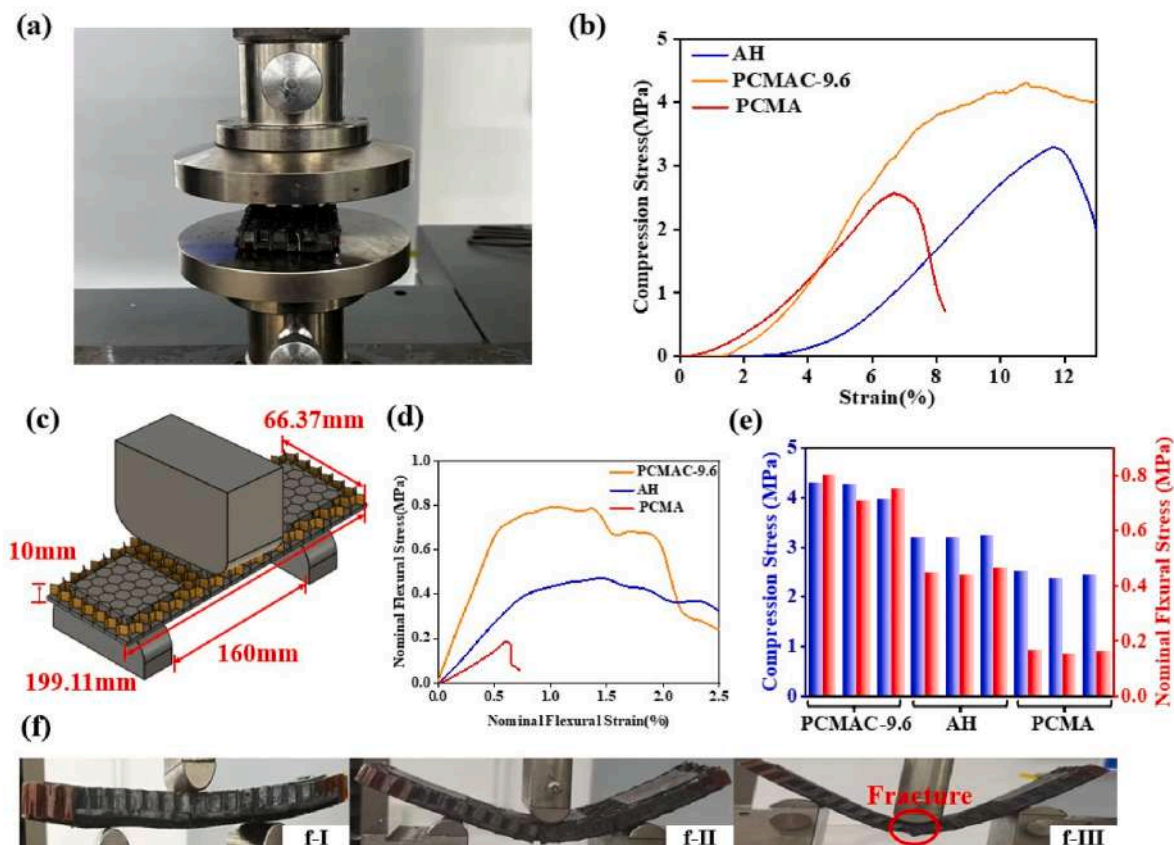 (a)
(b)
5
4
3
2
1
0
Compression Stress(MPa)
AH
PCMAC-9.6
PCMA
0 2 4 6 8 10 12
Strain(%)
(c)
66.37mm
10mm
160mm
199.11mm
(d)
1.0
0.8
0.6
0.4
0.2
0.0
Nominal Flexural Stress(MPa)
PCMAC-9.6
AH
PCMA
0.0 0.5 1.0 1.5 2.0 2.5
Nominal Flexural Strain(%)
(e)
5
4
3
2
1
0
Compression Stress (MPa)
0.8
0.6
0.4
0.2
0.0
Nominal Flxural Stress (MPa)
PCMAC-9.6 AH PCMA
(f)
f-I
f-II
Fracture
f-III